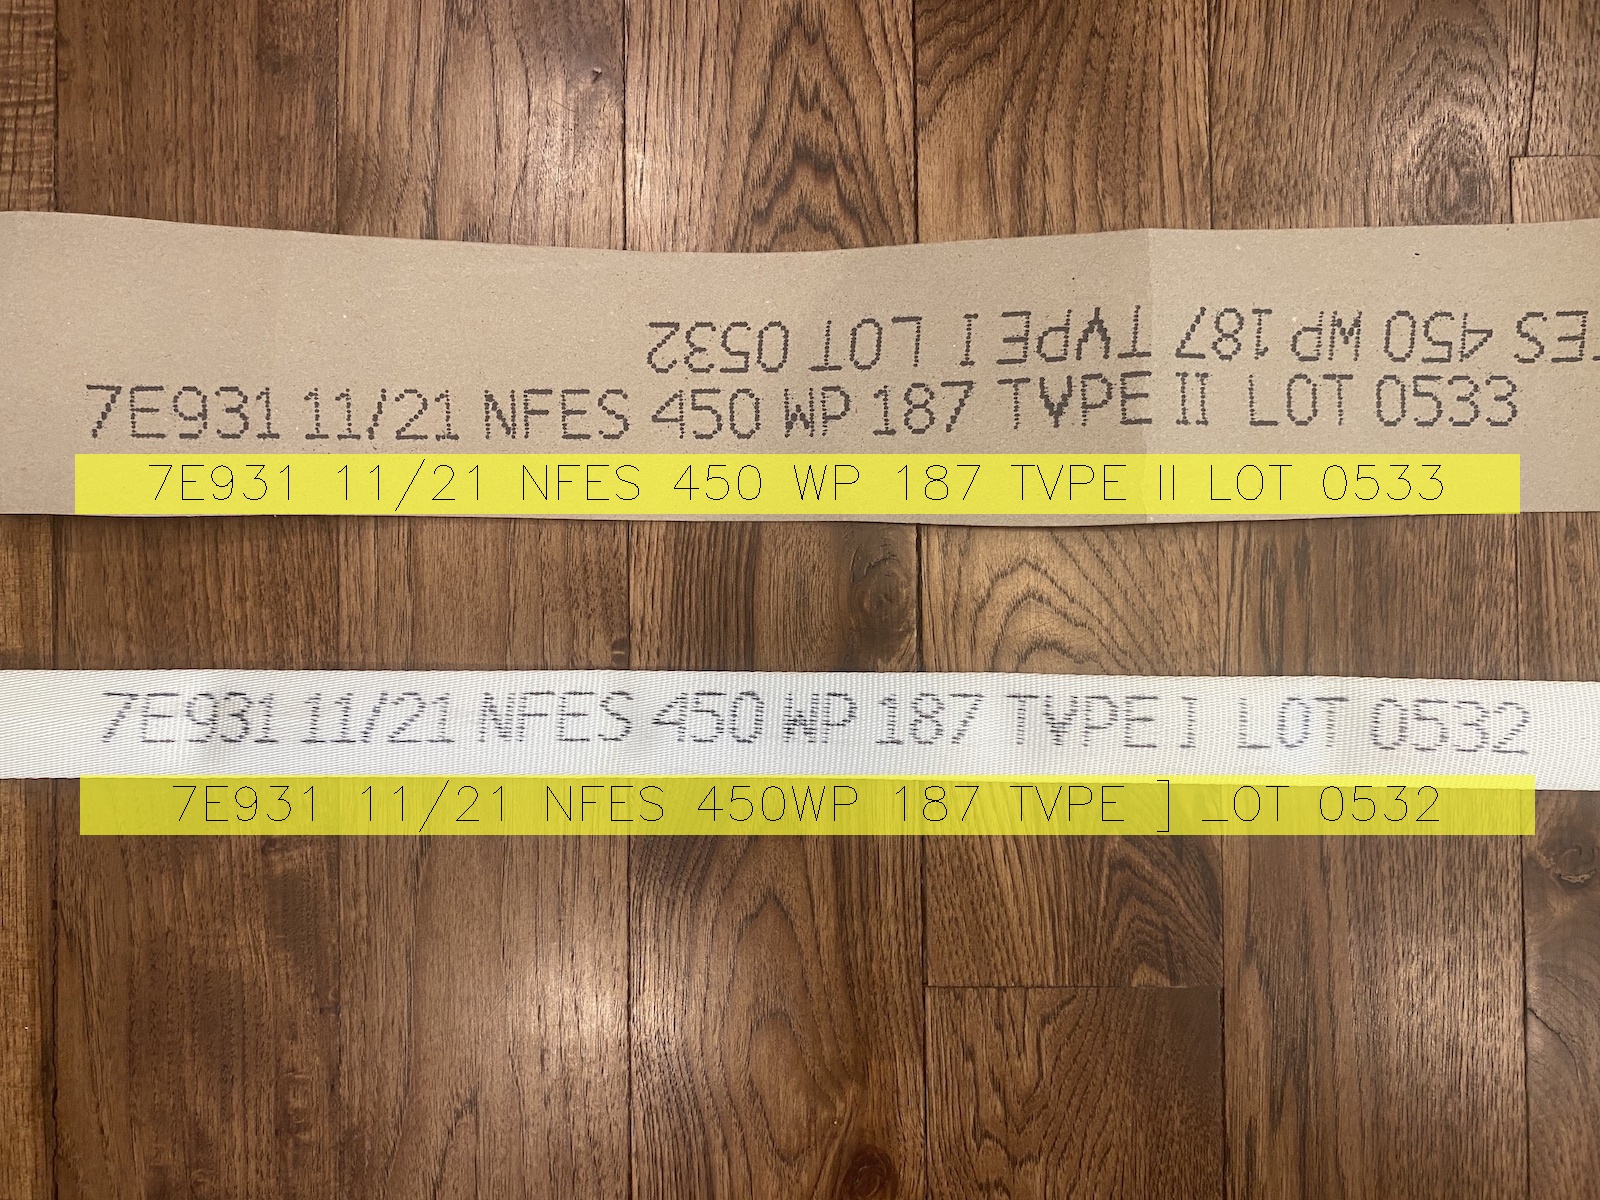 ES 450 WP 187 TYPE I LOT 0532
7E931 11/21 NFES 450 WP 187 TYPE II LOT 0533
7E931 11/21 NFES 450 WP 187 TVPE II LOT 0533
7E931 11/21 NFES 450 WP 187 TYPE I LOT 0532
7E931 11/21 NFES 450WP 187 TVPE ] _OT 0532